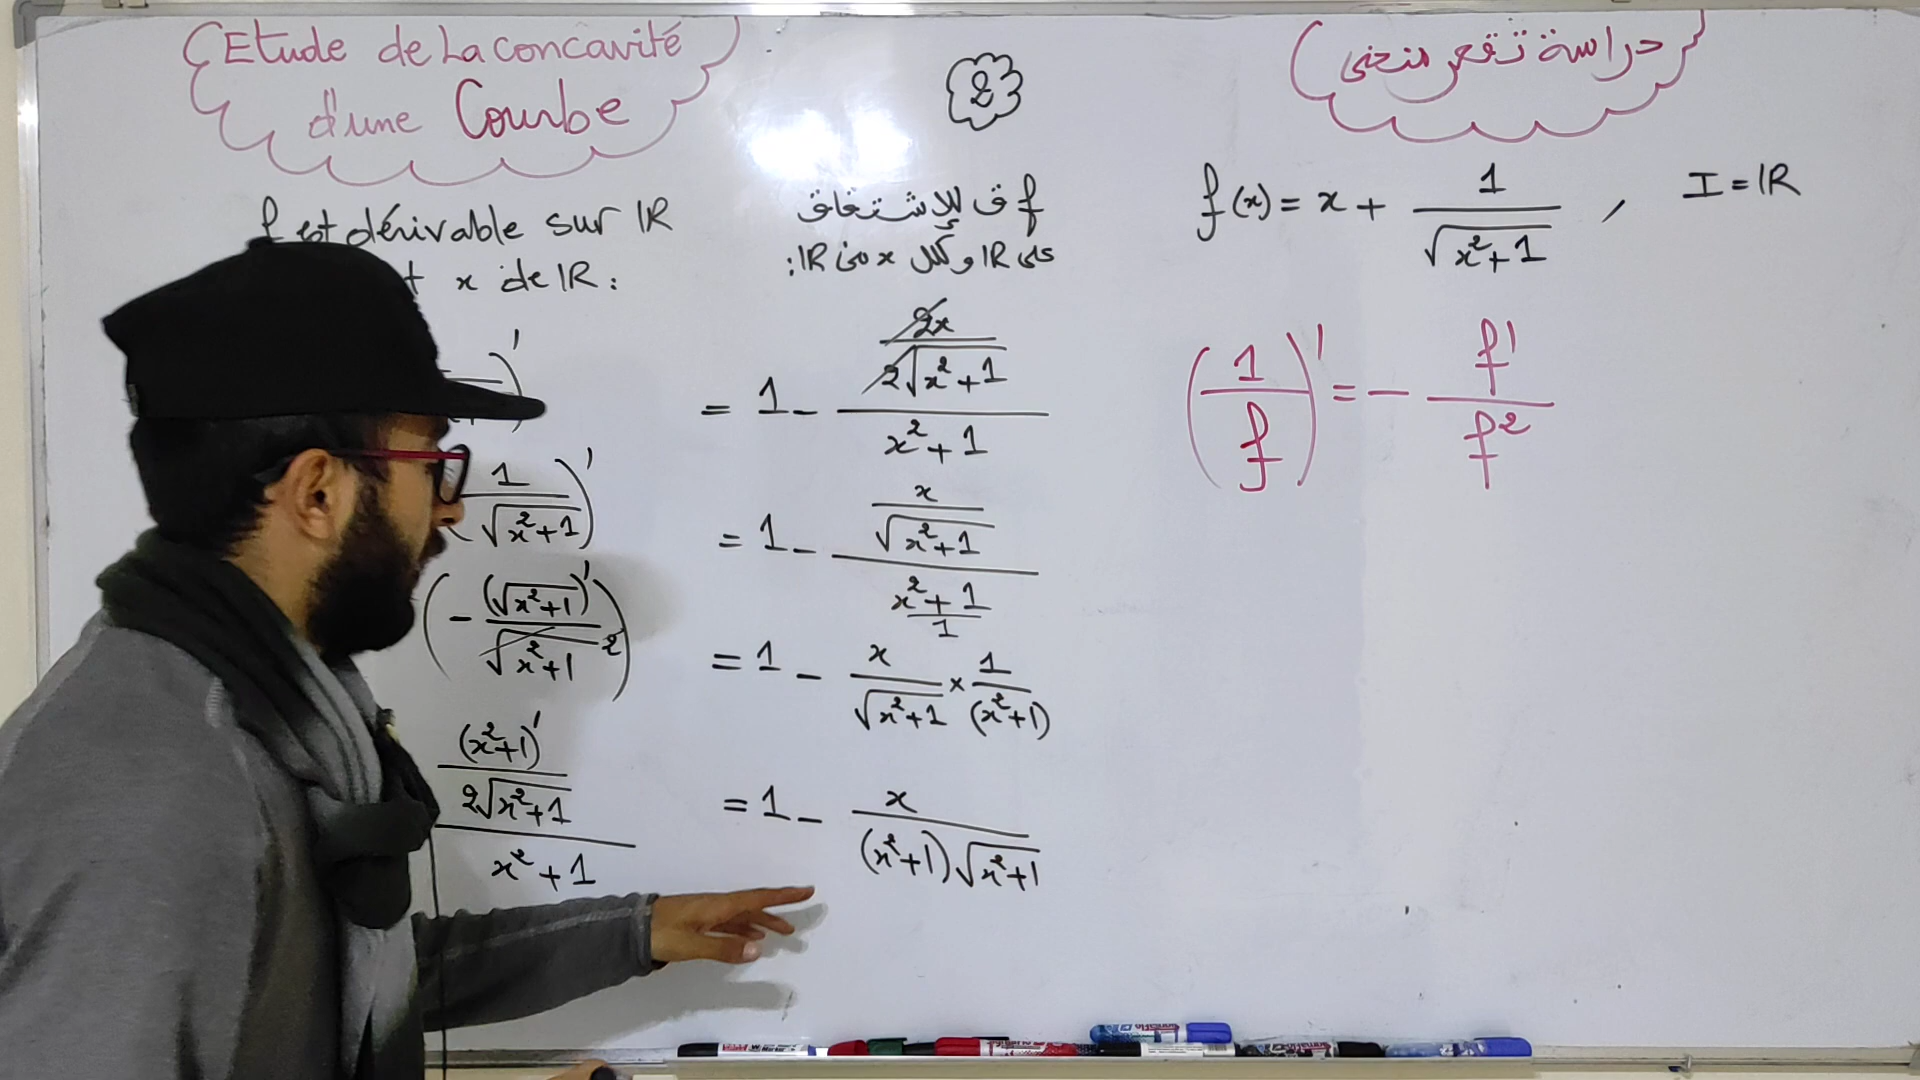 Etude de la concavité
d'une Courbe
2
دراسة تقعر منحنى
f est dérivable sur IR
x de IR :
)'
1/√(x²+1) )'
( - (√(x²+1))' / √(x²+1)² )
(x²+1)' / 2√(x²+1)
x² + 1
f ق للإشتقاق
على IR و لكل x من IR:
= 1 - (2x / 2√(x²+1)) / (x² + 1)
= 1 - (x / √(x²+1)) / ((x² + 1) / 1)
= 1 - x/√(x²+1) × 1/(x²+1)
= 1 - x / (x²+1)√(x²+1)
f(x) = x + 1/√(x²+1) , I = IR
(1/f)' = - f'/f²